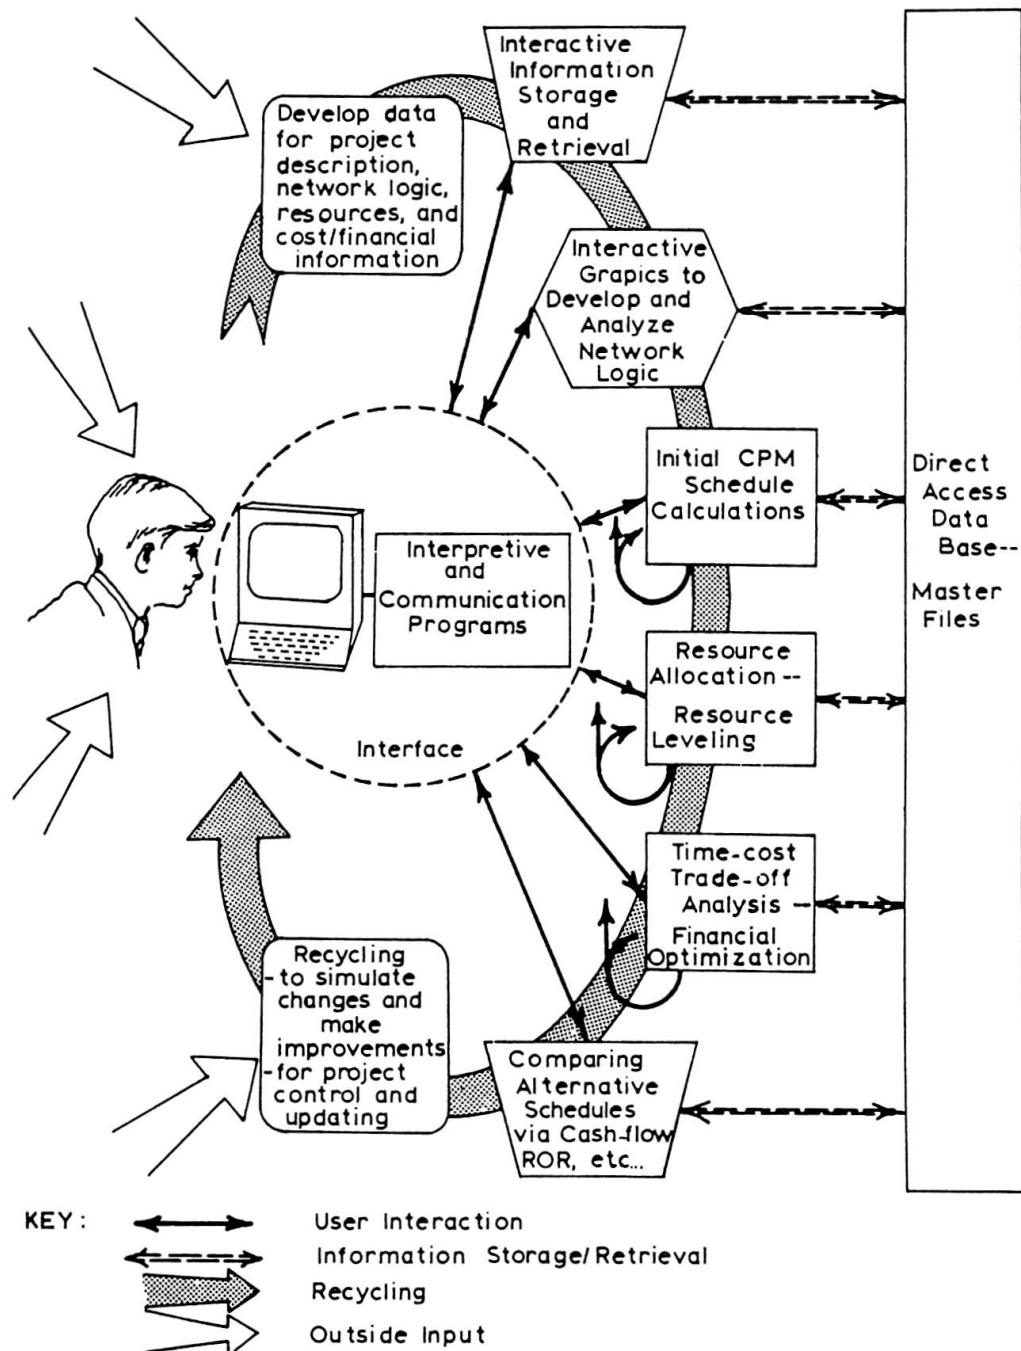 Interactive
Information
Storage
and
Retrieval
Develop data
for project
description,
network logic,
resources, and
cost/financial
information
Interactive
Grapics to
Develop and
Analyze
Network
Logic
Initial CPM
Schedule
Calculations
Direct
Access
Data
Base--
Master
Files
Interpretive
and
Communication
Programs
Interface
Resource
Allocation--
Resource
Leveling
Time-cost
Trade-off
Analysis--
Financial
Optimization
Recycling
-to simulate
changes and
make
improvements
-for project
control and
updating
Comparing
Alternative
Schedules
via Cash-flow
ROR, etc...
KEY:
User Interaction
Information Storage/Retrieval
Recycling
Outside Input